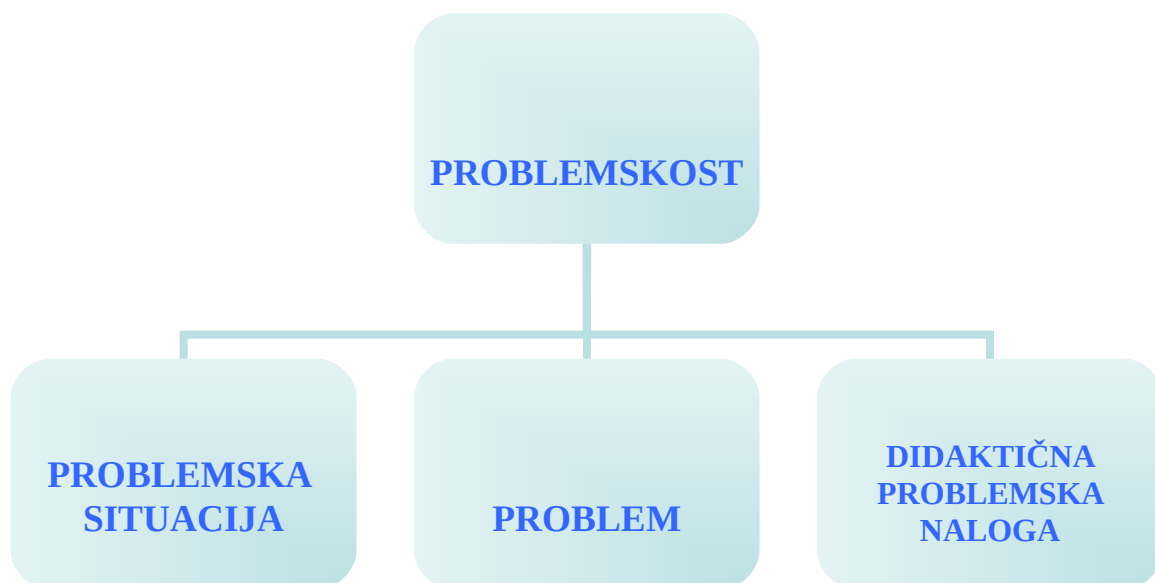 PROBLEMSKOST
PROBLEMSKA
SITUACIJA
PROBLEM
DIDAKTIČNA
PROBLEMSKA
NALOGA